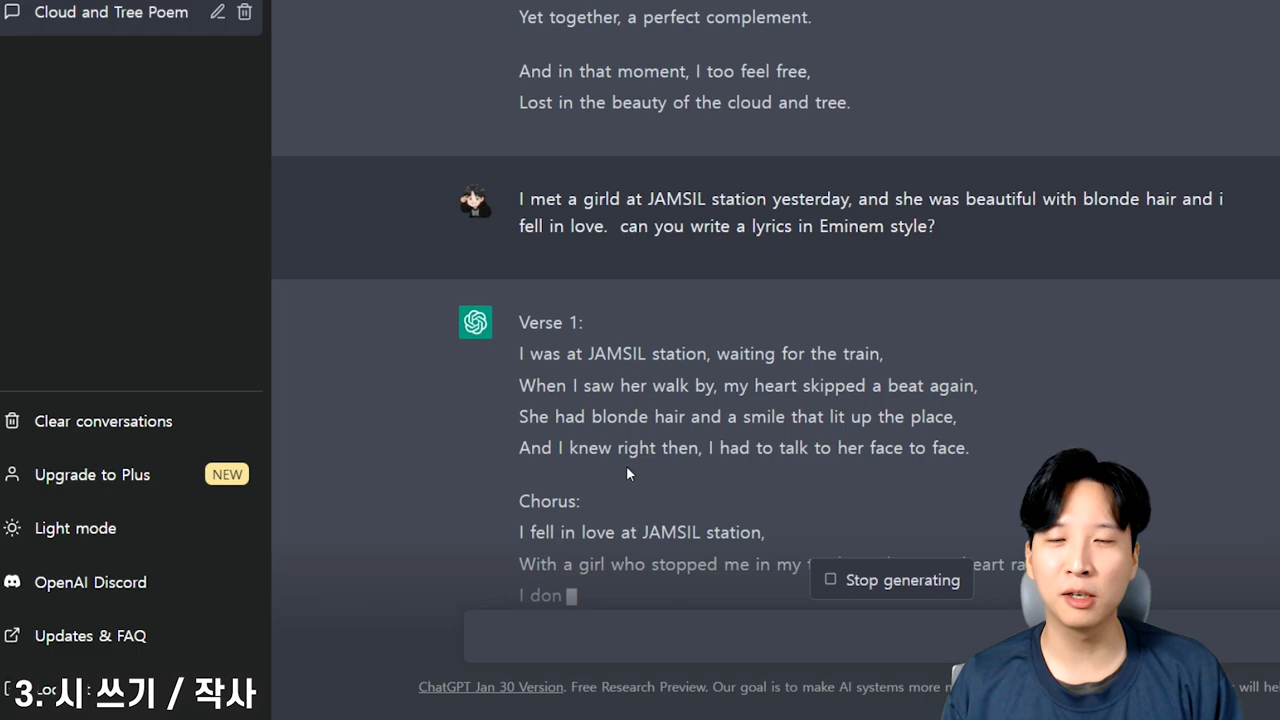 Cloud and Tree Poem
Yet together, a perfect complement.
And in that moment, I too feel free,
Lost in the beauty of the cloud and tree.
I met a girld at JAMSIL station yesterday, and she was beautiful with blonde hair and i
fell in love.  can you write a lyrics in Eminem style?
Verse 1:
I was at JAMSIL station, waiting for the train,
When I saw her walk by, my heart skipped a beat again,
She had blonde hair and a smile that lit up the place,
And I knew right then, I had to talk to her face to face.
Chorus:
I fell in love at JAMSIL station,
With a girl who stopped me in my
I don
Stop generating
Clear conversations
Upgrade to Plus
NEW
Light mode
OpenAI Discord
Updates & FAQ
3. 시 쓰기 / 작사
ChatGPT Jan 30 Version. Free Research Preview. Our goal is to make AI systems more